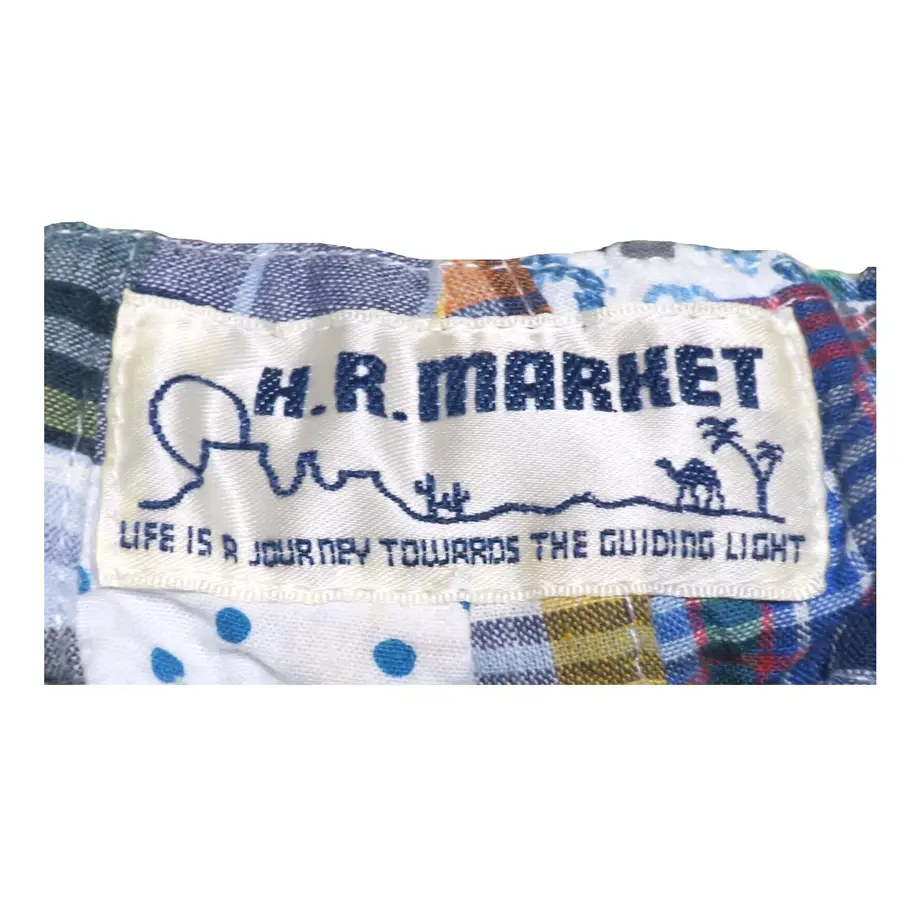 H.R.MARKET
LIFE IS A JOURNEY TOWARDS THE GUIDING LIGHT